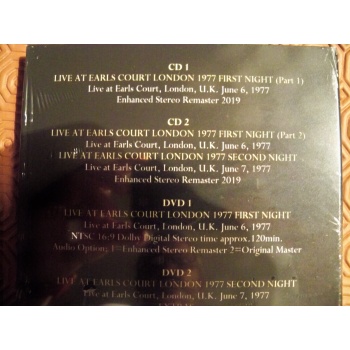 CD 1
LIVE AT EARLS COURT LONDON 1977 FIRST NIGHT (Part 1)
Live at Earls Court, London, U.K. June 6, 1977
Enhanced Stereo Remaster 2019
CD 2
LIVE AT EARLS COURT LONDON 1977 FIRST NIGHT (Part 2)
Live at Earls Court, London, U.K. June 6, 1977
LIVE AT EARLS COURT LONDON 1977 SECOND NIGHT
Live at Earls Court, London, U.K. June 7, 1977
Enhanced Stereo Remaster 2019
DVD 1
LIVE AT EARLS COURT LONDON 1977 FIRST NIGHT
Live at Earls Court, London, U.K. June 6, 1977
NTSC 16:9 Dolby Digital Stereo time approx.120min.
Audio Option, 1=Enhanced Stereo Remaster 2=Original Master
DVD 2
LIVE AT EARLS COURT LONDON 1977 SECOND NIGHT
Live at Earls Court, London, U.K. June 7, 1977